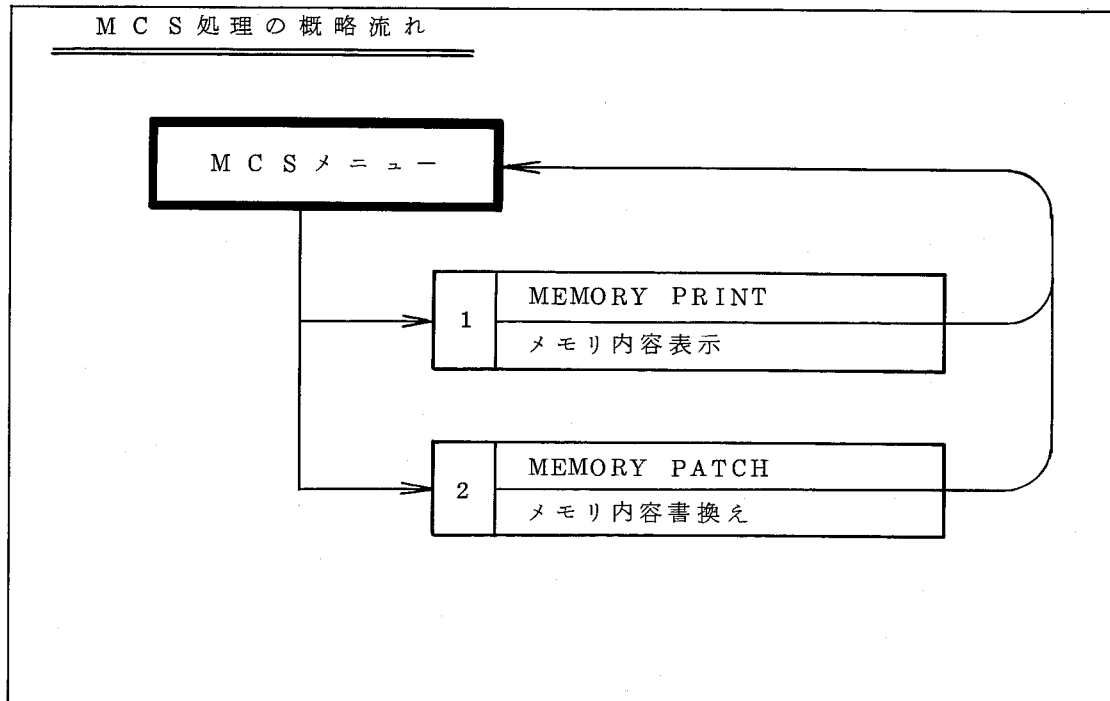 MCS処理の概略流れ
MCSメニュー
1
MEMORY PRINT
メモリ内容表示
2
MEMORY PATCH
メモリ内容書換え